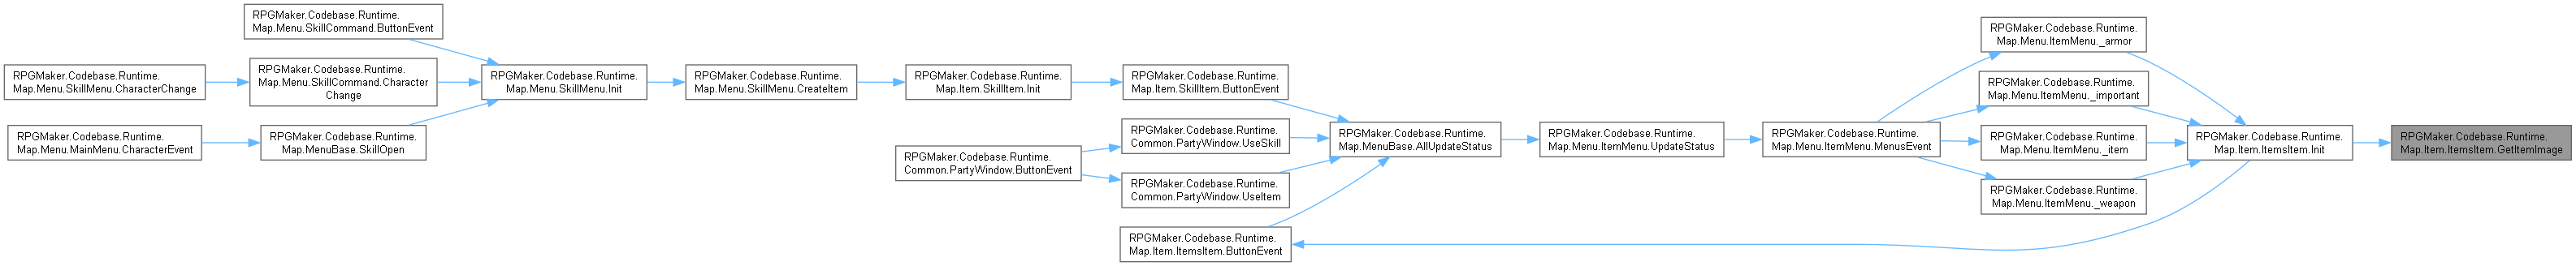 RPGMaker.Codebase.Runtime.
Map.Menu.SkillCommand.ButtonEvent
RPGMaker.Codebase.Runtime.
Map.Menu.SkillMenu.CharacterChange
RPGMaker.Codebase.Runtime.
Map.Menu.SkillCommand.Character
Change
RPGMaker.Codebase.Runtime.
Map.Menu.MainMenu.CharacterEvent
RPGMaker.Codebase.Runtime.
Map.MenuBase.SkillOpen
RPGMaker.Codebase.Runtime.
Map.Menu.SkillMenu.Init
RPGMaker.Codebase.Runtime.
Map.Menu.SkillMenu.CreateItem
RPGMaker.Codebase.Runtime.
Map.Item.SkillItem.Init
RPGMaker.Codebase.Runtime.
Map.Item.SkillItem.ButtonEvent
RPGMaker.Codebase.Runtime.
Common.PartyWindow.UseSkill
RPGMaker.Codebase.Runtime.
Common.PartyWindow.ButtonEvent
RPGMaker.Codebase.Runtime.
Common.PartyWindow.UseItem
RPGMaker.Codebase.Runtime.
Map.Item.ItemsItem.ButtonEvent
RPGMaker.Codebase.Runtime.
Map.MenuBase.AllUpdateStatus
RPGMaker.Codebase.Runtime.
Map.Menu.ItemMenu.UpdateStatus
RPGMaker.Codebase.Runtime.
Map.Menu.ItemMenu.MenusEvent
RPGMaker.Codebase.Runtime.
Map.Menu.ItemMenu._armor
RPGMaker.Codebase.Runtime.
Map.Menu.ItemMenu._important
RPGMaker.Codebase.Runtime.
Map.Menu.ItemMenu._item
RPGMaker.Codebase.Runtime.
Map.Menu.ItemMenu._weapon
RPGMaker.Codebase.Runtime.
Map.Item.ItemsItem.Init
RPGMaker.Codebase.Runtime.
Map.Item.ItemsItem.GetItemImage